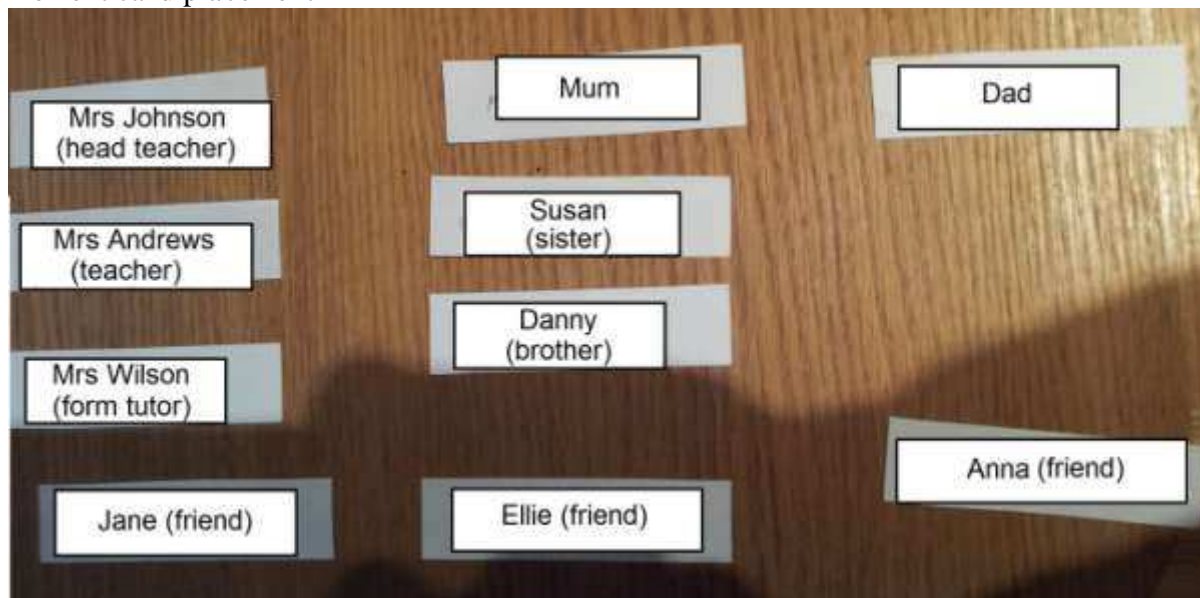 Mrs Johnson
(head teacher)
Mum
Dad
Mrs Andrews
(teacher)
Susan
(sister)
Danny
(brother)
Mrs Wilson
(form tutor)
Jane (friend)
Ellie (friend)
Anna (friend)